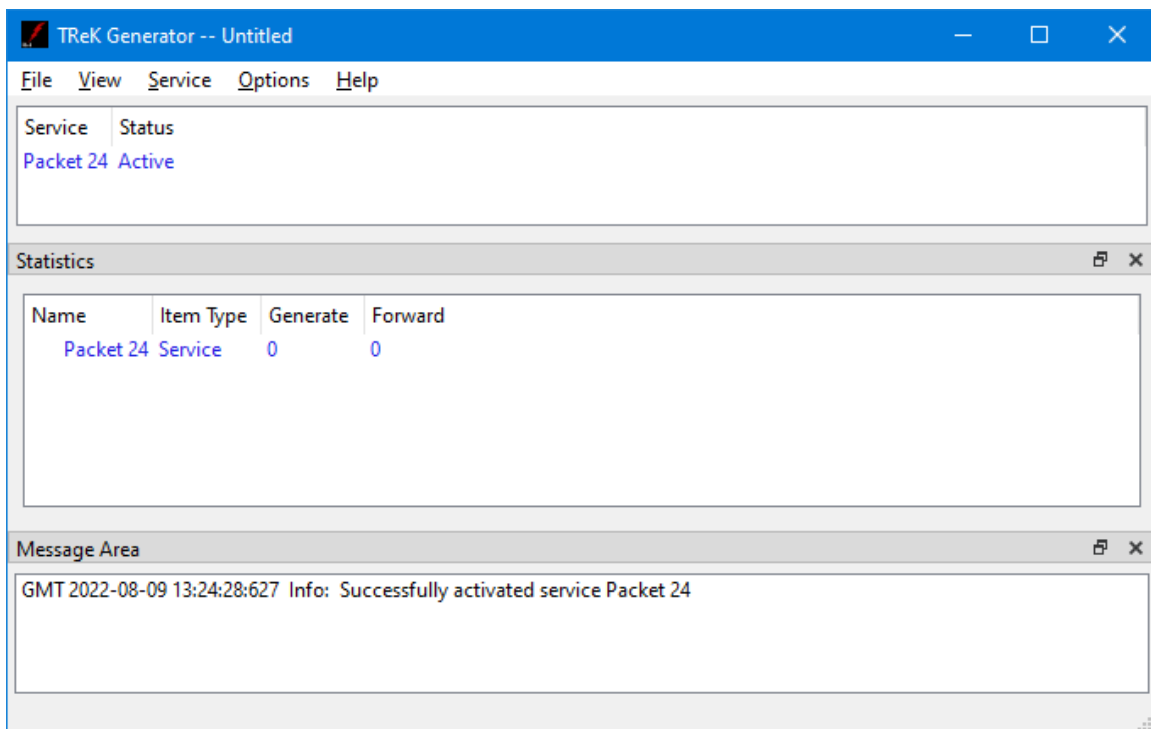 TReK Generator -- Untitled
File View Service Options Help
Service Status
Packet 24 Active
Statistics
Name Item Type Generate Forward
Packet 24 Service 0 0
Message Area
GMT 2022-08-09 13:24:28:627 Info: Successfully activated service Packet 24